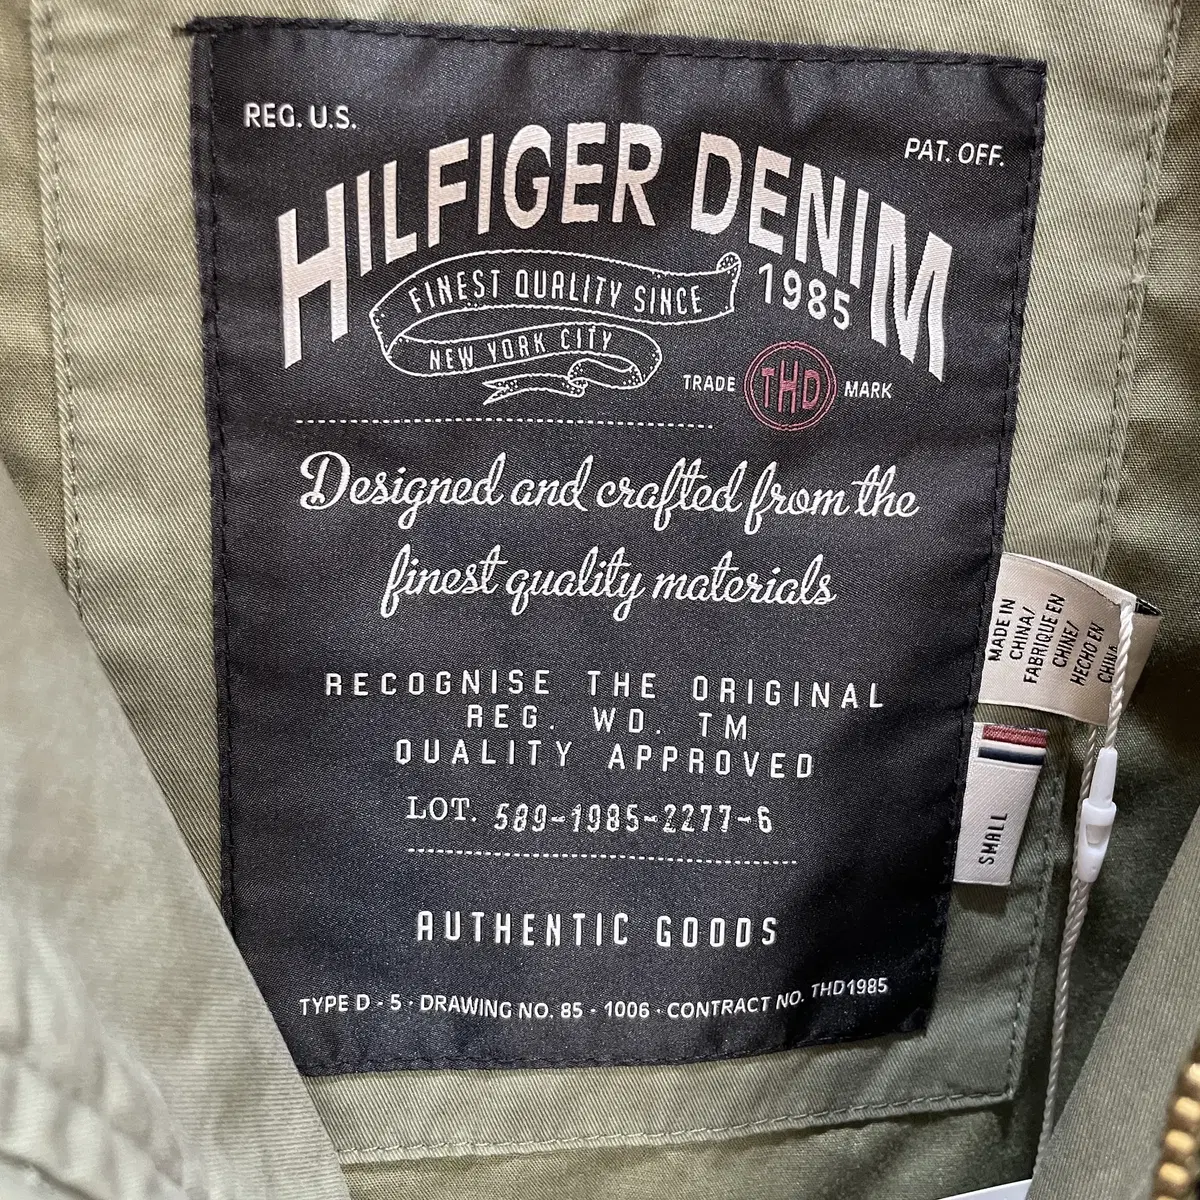 REG. U.S.
PAT. OFF.
HILFIGER DENIM
FINEST QUALITY SINCE 1985
NEW YORK CITY
TRADE THD MARK
Designed and crafted from the
finest quality materials
RECOGNISE THE ORIGINAL
REG. WD. TM
QUALITY APPROVED
LOT. 589-1985-2277-6
AUTHENTIC GOODS
TYPE D - 5 · DRAWING NO. 85 - 1006 · CONTRACT NO. THD1985
MADE IN
CHINA/
FABRIQUE EN
CHINE/
HECHO EN
CHINA
SMALL